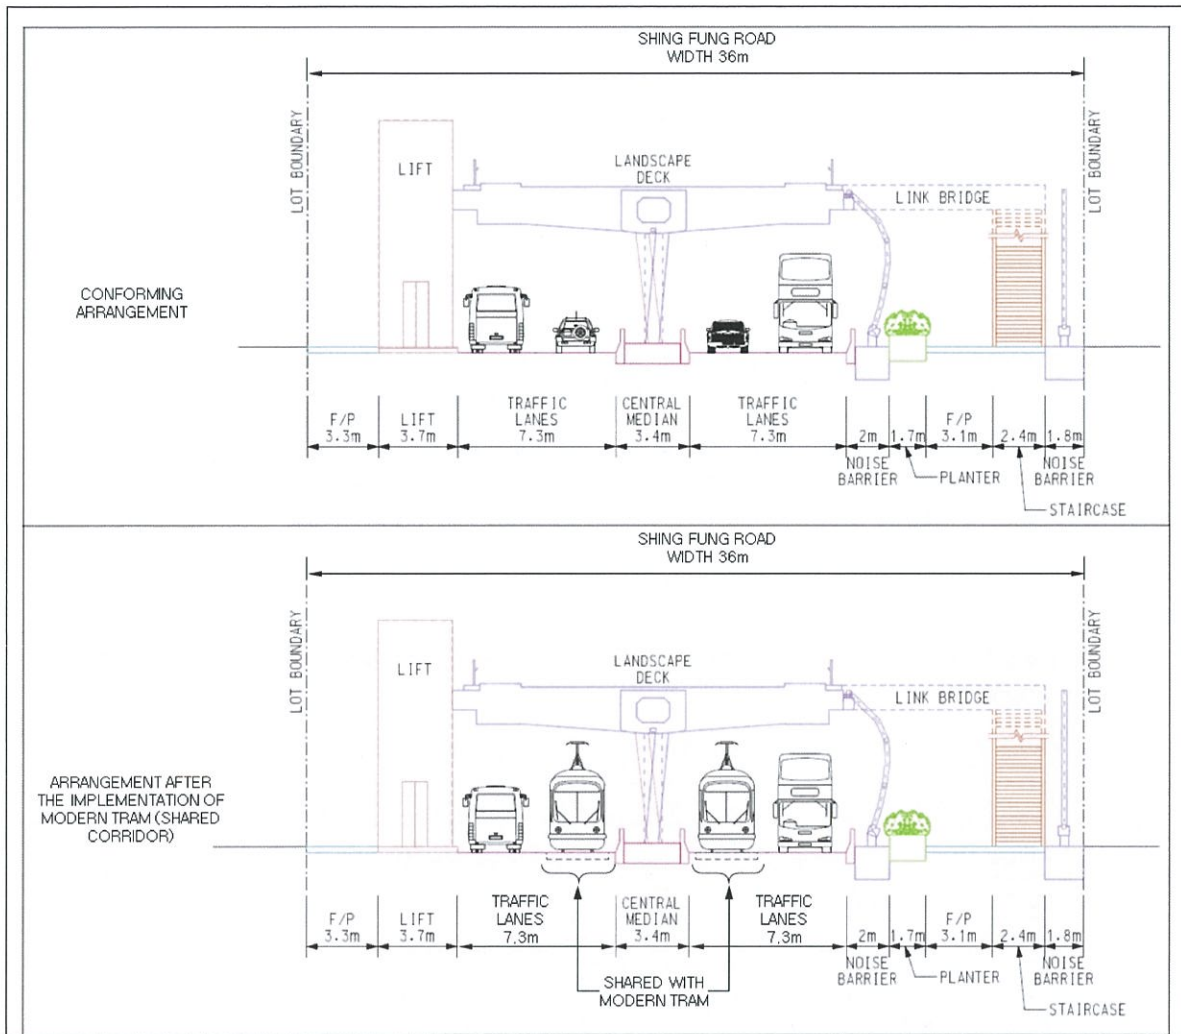 SHING FUNG ROAD
WIDTH 36m
LOT BOUNDARY
LIFT
LANDSCAPE
DECK
LINK BRIDGE
LOT BOUNDARY
CONFORMING
ARRANGEMENT
F/P
3.3m
LIFT
3.7m
TRAFFIC
LANES
7.3m
CENTRAL
MEDIAN
3.4m
TRAFFIC
LANES
7.3m
2m
NOISE
BARRIER
1.7m
PLANTER
F/P
3.1m
2.4m
STAIRCASE
1.8m
NOISE
BARRIER
SHING FUNG ROAD
WIDTH 36m
LOT BOUNDARY
LIFT
LANDSCAPE
DECK
LINK BRIDGE
LOT BOUNDARY
ARRANGEMENT AFTER
THE IMPLEMENTATION OF
MODERN TRAM (SHARED
CORRIDOR)
F/P
3.3m
LIFT
3.7m
TRAFFIC
LANES
7.3m
CENTRAL
MEDIAN
3.4m
TRAFFIC
LANES
7.3m
2m
NOISE
BARRIER
1.7m
PLANTER
F/P
3.1m
2.4m
STAIRCASE
1.8m
NOISE
BARRIER
SHARED WITH
MODERN TRAM